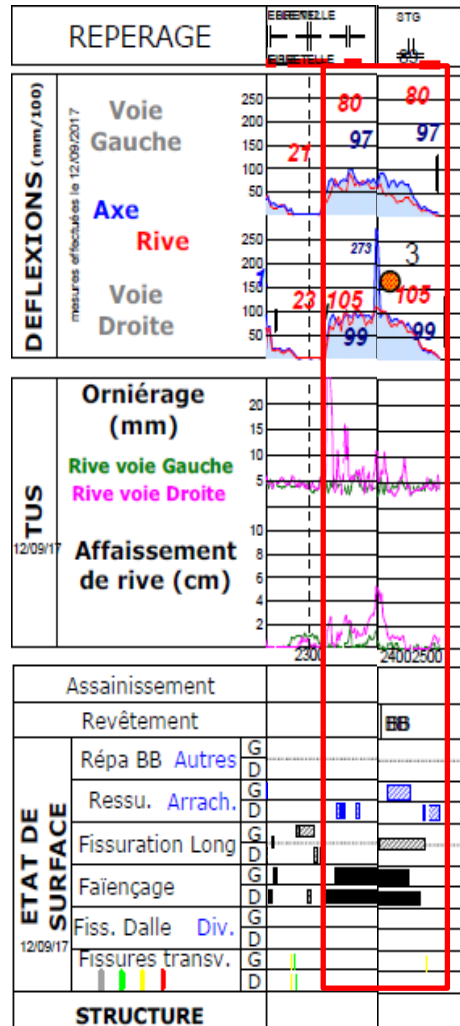 REPERAGE
STG
DEFLEXIONS (mm/100)
mesures effectuées le 12/09/2017
Voie
Gauche
Axe
Rive
Voie
Droite
250
200
150
100
50
21
80
97
80
97
250
200
150
100
50
1
23
105
99
273
3
105
99
TUS
12/09/17
Orniérage
(mm)
Rive voie Gauche
Rive voie Droite
Affaissement
de rive (cm)
20
15
10
5
10
8
6
4
2
2300
2400 2500
Assainissement
Revêtement
BB
ETAT DE
SURFACE
12/09/17
Répa BB Autres
G
D
Ressu. Arrach.
G
D
Fissuration Long
G
D
Faïençage
G
D
Fiss. Dalle Div.
G
D
Fissures transv.
G
D
STRUCTURE